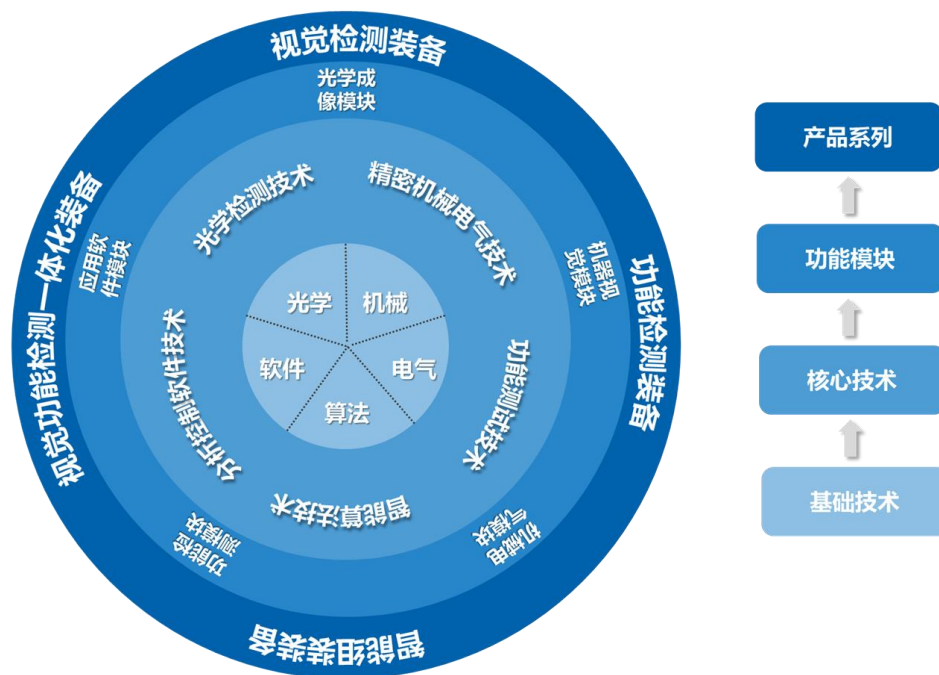 视觉检测装备
光学成
像模块
光学检测技术
精密机械电气技术
视觉功能检测一体化装备
应用软
件模块
机器视
觉模块
功能检测装备
光学
机械
软件
电气
算法
分析控制软件技术
功能测试技术
智能算法技术
功能检
测模块
机械电
气模块
智能组装装备
产品系列
功能模块
核心技术
基础技术